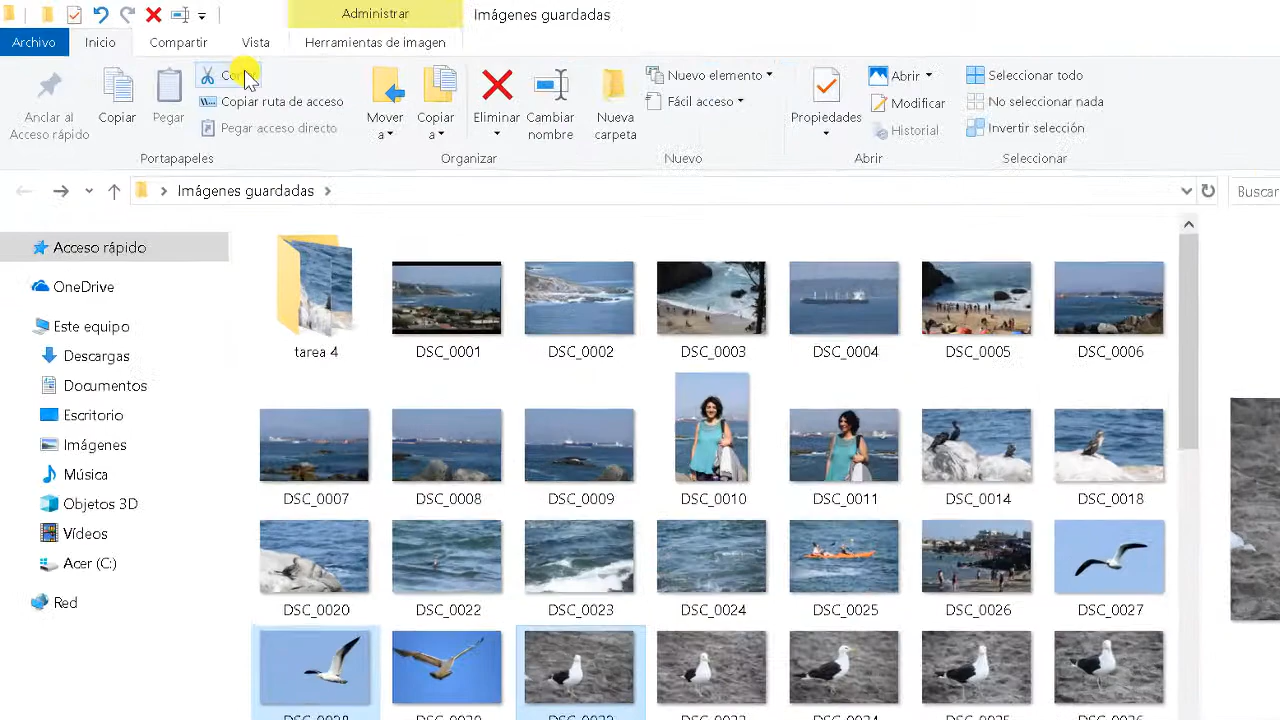 Administrar
Imágenes guardadas
Archivo
Inicio
Compartir
Vista
Herramientas de imagen
Anclar al
Acceso rápido
Copiar
Pegar
Copiar ruta de acceso
Pegar acceso directo
Mover
a
Copiar
a
Eliminar
Cambiar
nombre
Nueva
carpeta
Nuevo elemento
Fácil acceso
Propiedades
Abrir
Modificar
Historial
Seleccionar todo
No seleccionar nada
Invertir selección
Portapapeles
Organizar
Nuevo
Abrir
Seleccionar
Imágenes guardadas
Buscar
Acceso rápido
OneDrive
Este equipo
Descargas
Documentos
Escritorio
Imágenes
Música
Objetos 3D
Vídeos
Acer (C:)
Red
tarea 4
DSC_0001
DSC_0002
DSC_0003
DSC_0004
DSC_0005
DSC_0006
DSC_0007
DSC_0008
DSC_0009
DSC_0010
DSC_0011
DSC_0014
DSC_0018
DSC_0020
DSC_0022
DSC_0023
DSC_0024
DSC_0025
DSC_0026
DSC_0027